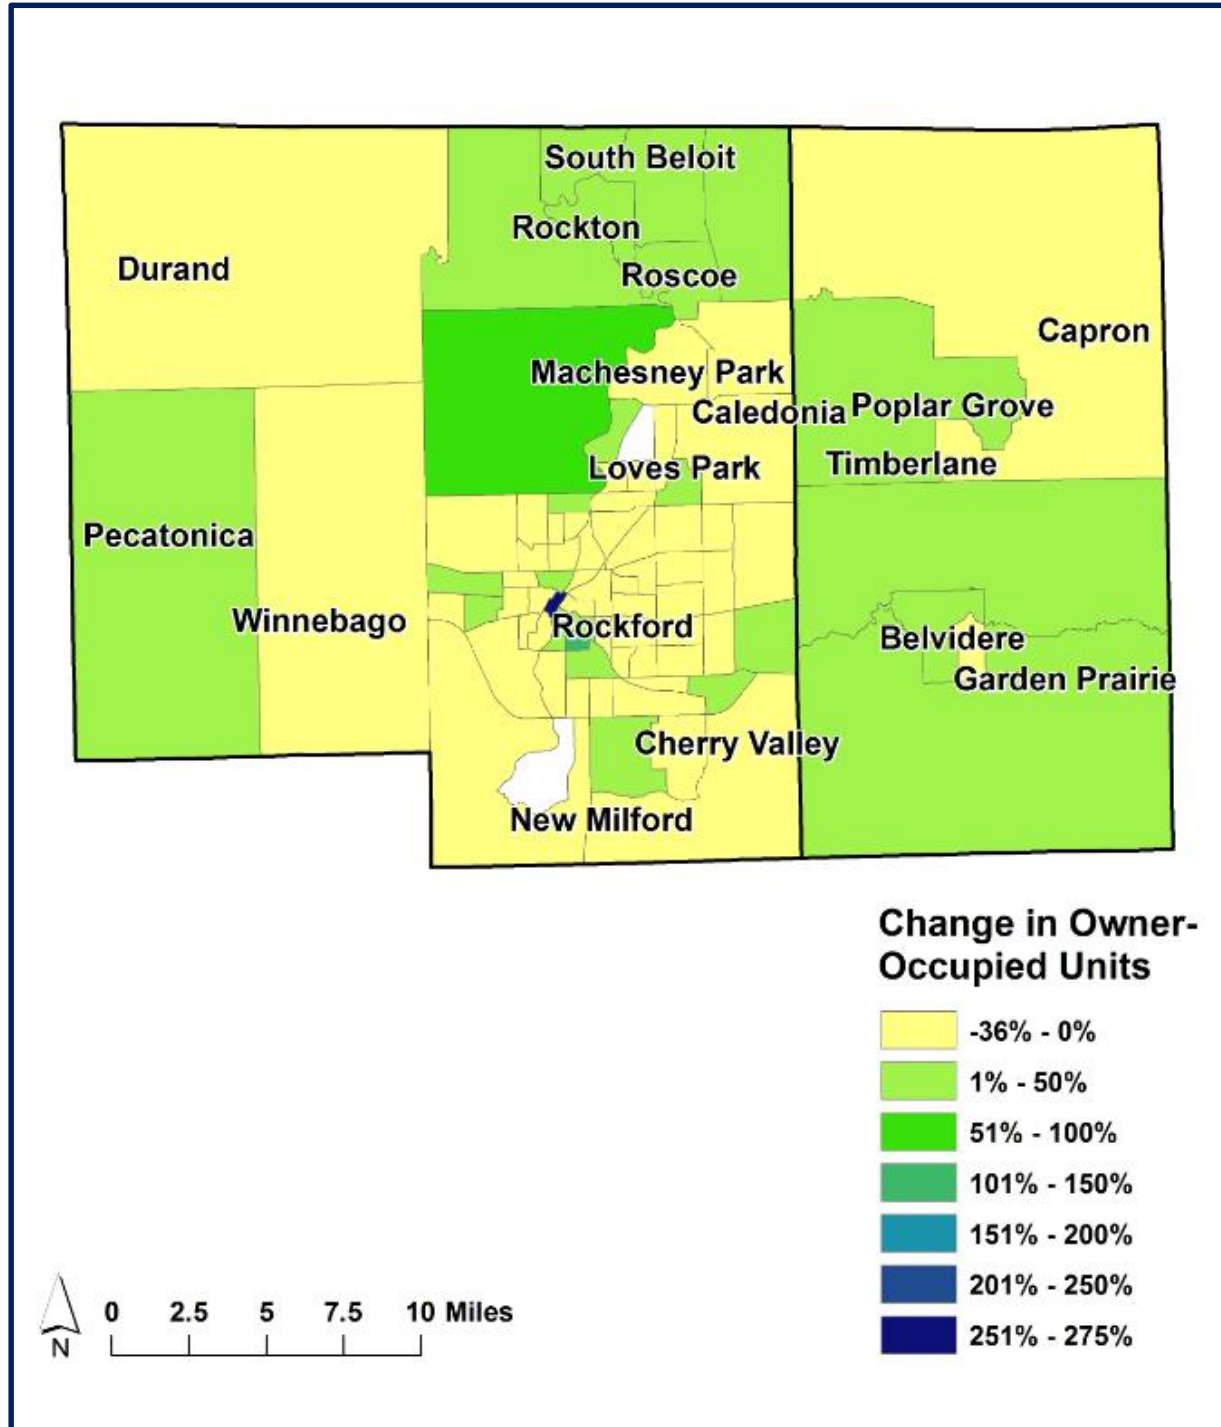 South Beloit
Rockton
Durand
Roscoe
Capron
Machesney Park
Caledonia
Poplar Grove
Loves Park
Timberlane
Pecatonica
Winnebago
Rockford
Belvidere
Garden Prairie
Cherry Valley
New Milford
Change in Owner-
Occupied Units
-36% - 0%
1% - 50%
51% - 100%
101% - 150%
151% - 200%
201% - 250%
251% - 275%
0 2.5 5 7.5 10 Miles
N